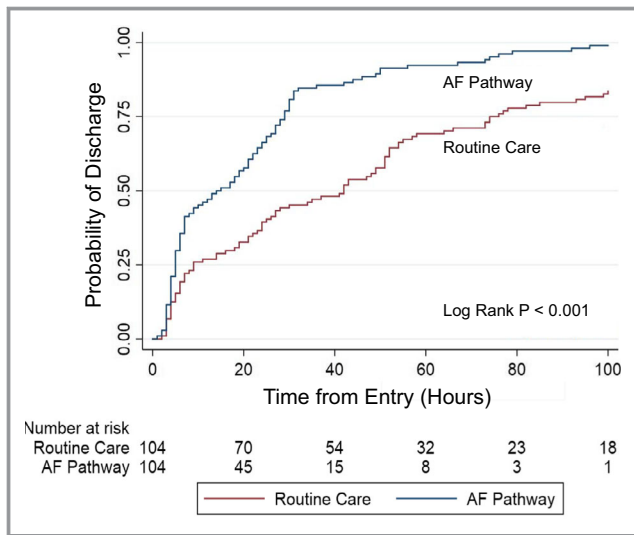 1.00
0.75
0.50
0.25
0.00
Probability of Discharge
AF Pathway
Routine Care
Log Rank P < 0.001
0 20 40 60 80 100
Time from Entry (Hours)
Number at risk
Routine Care 104 70 54 32 23 18
AF Pathway 104 45 15 8 3 1
Routine Care AF Pathway